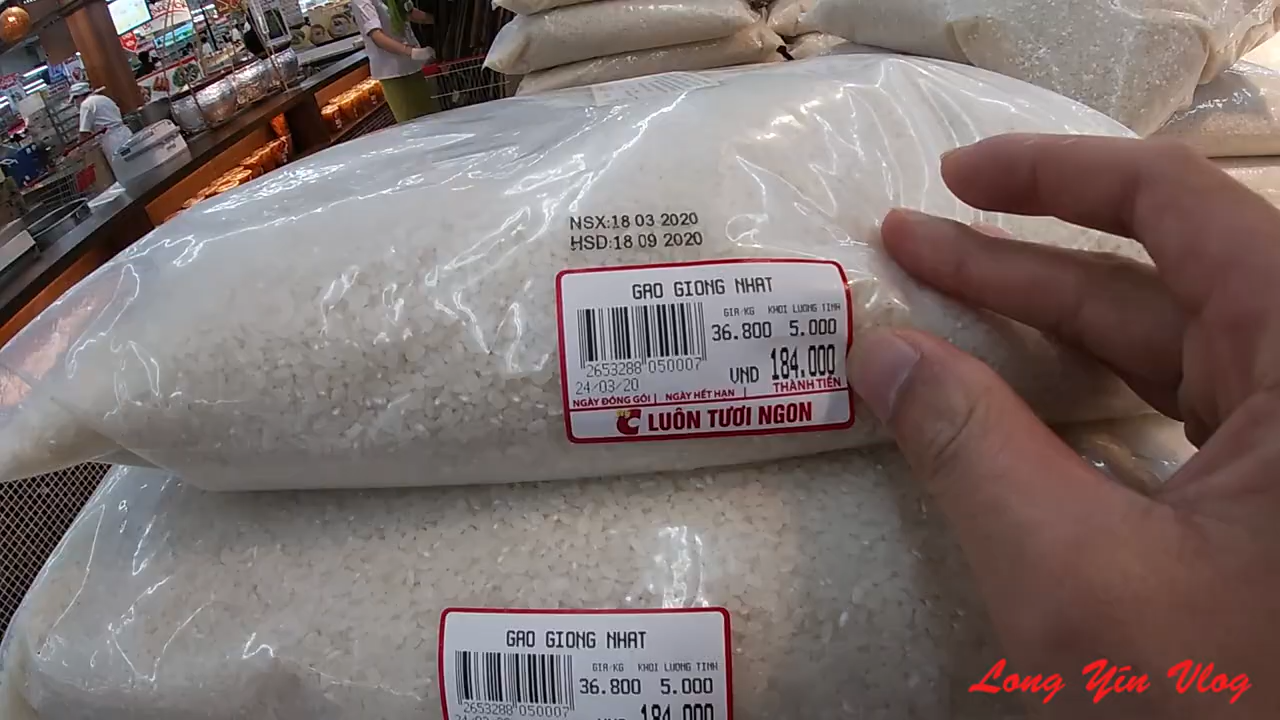 NSX:18 03 2020
HSD:18 09 2020
GAO GIONG NHAT
GIA/KG KHOI LUONG TINH
36.800 5.000
2653288 050007
24/03/20
VND 184.000
NGÀY ĐÓNG GÓI | NGÀY HẾT HẠN | THÀNH TIỀN
LUÔN TƯƠI NGON
GAO GIONG NHAT
GIA/KG KHOI LUONG TINH
36.800 5.000
2653288 050007
184.000
Long Yīn Vlog